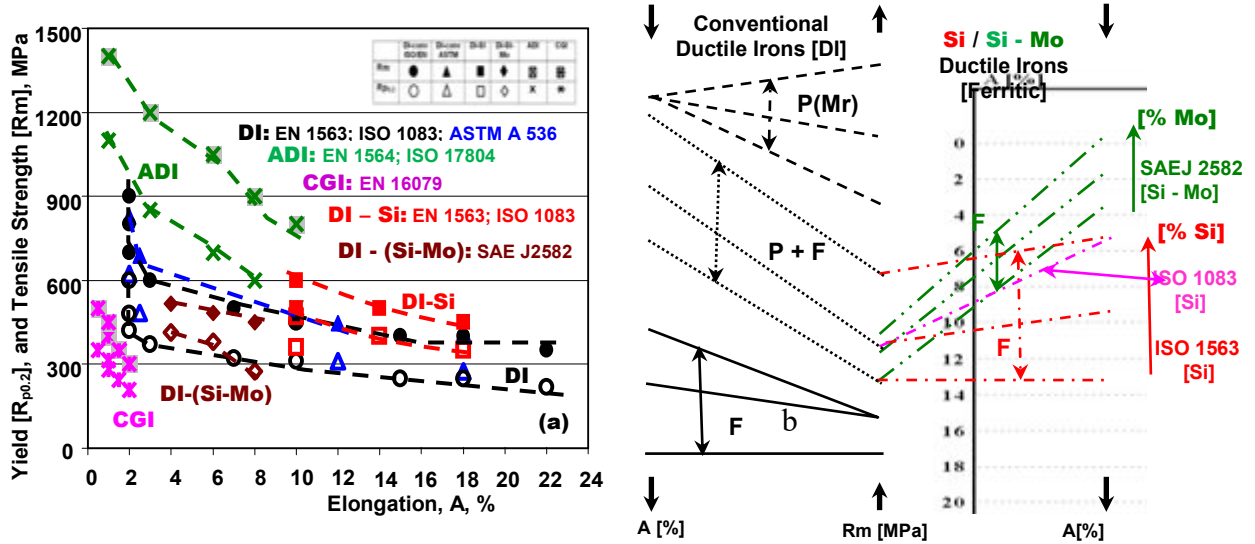 Yield [Rp0.2], and Tensile Strength [Rm], MPa
1500
1200
900
600
300
0
0 2 4 6 8 10 12 14 16 18 20 22 24
Elongation, A, %
ADI
CGI
Rm
Rp0.2
DI: EN 1563; ISO 1083; ASTM A 536
ADI: EN 1564; ISO 17804
CGI: EN 16079
DI – Si: EN 1563; ISO 1083
DI - (Si-Mo): SAE J2582
ADI
DI-Si
DI-(Si-Mo)
DI
CGI
(a)
Conventional
Ductile Irons [DI]
P(Mr)
P + F
F
b
A [%]
Rm [MPa]
Si / Si - Mo
Ductile Irons
[Ferritic]
A [%]
0
2
4
6
8
10
12
14
16
18
20
[% Mo]
SAEJ 2582
[Si - Mo]
F
[% Si]
ISO 1083
[Si]
F
ISO 1563
[Si]
A[%]